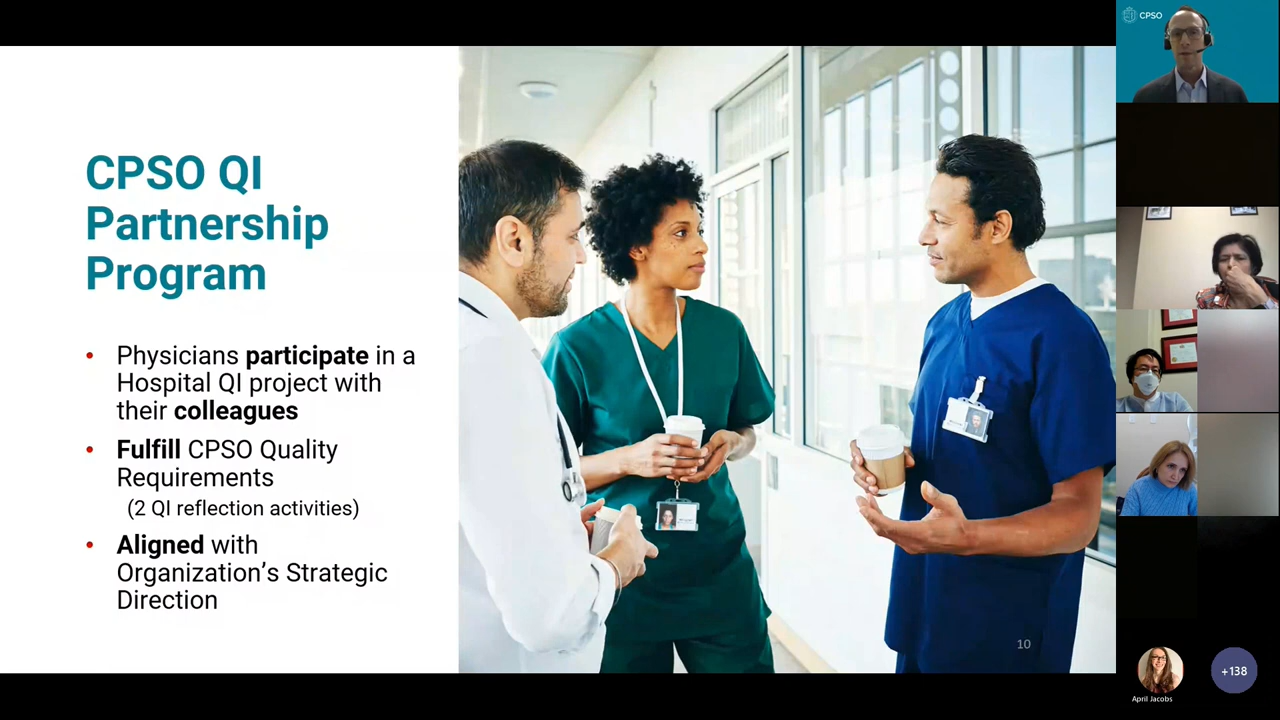 CPSO QI
Partnership
Program
• Physicians participate in a
Hospital QI project with
their colleagues
• Fulfill CPSO Quality
Requirements
(2 QI reflection activities)
• Aligned with
Organization's Strategic
Direction
10
CPSO
April Jacobs
+138